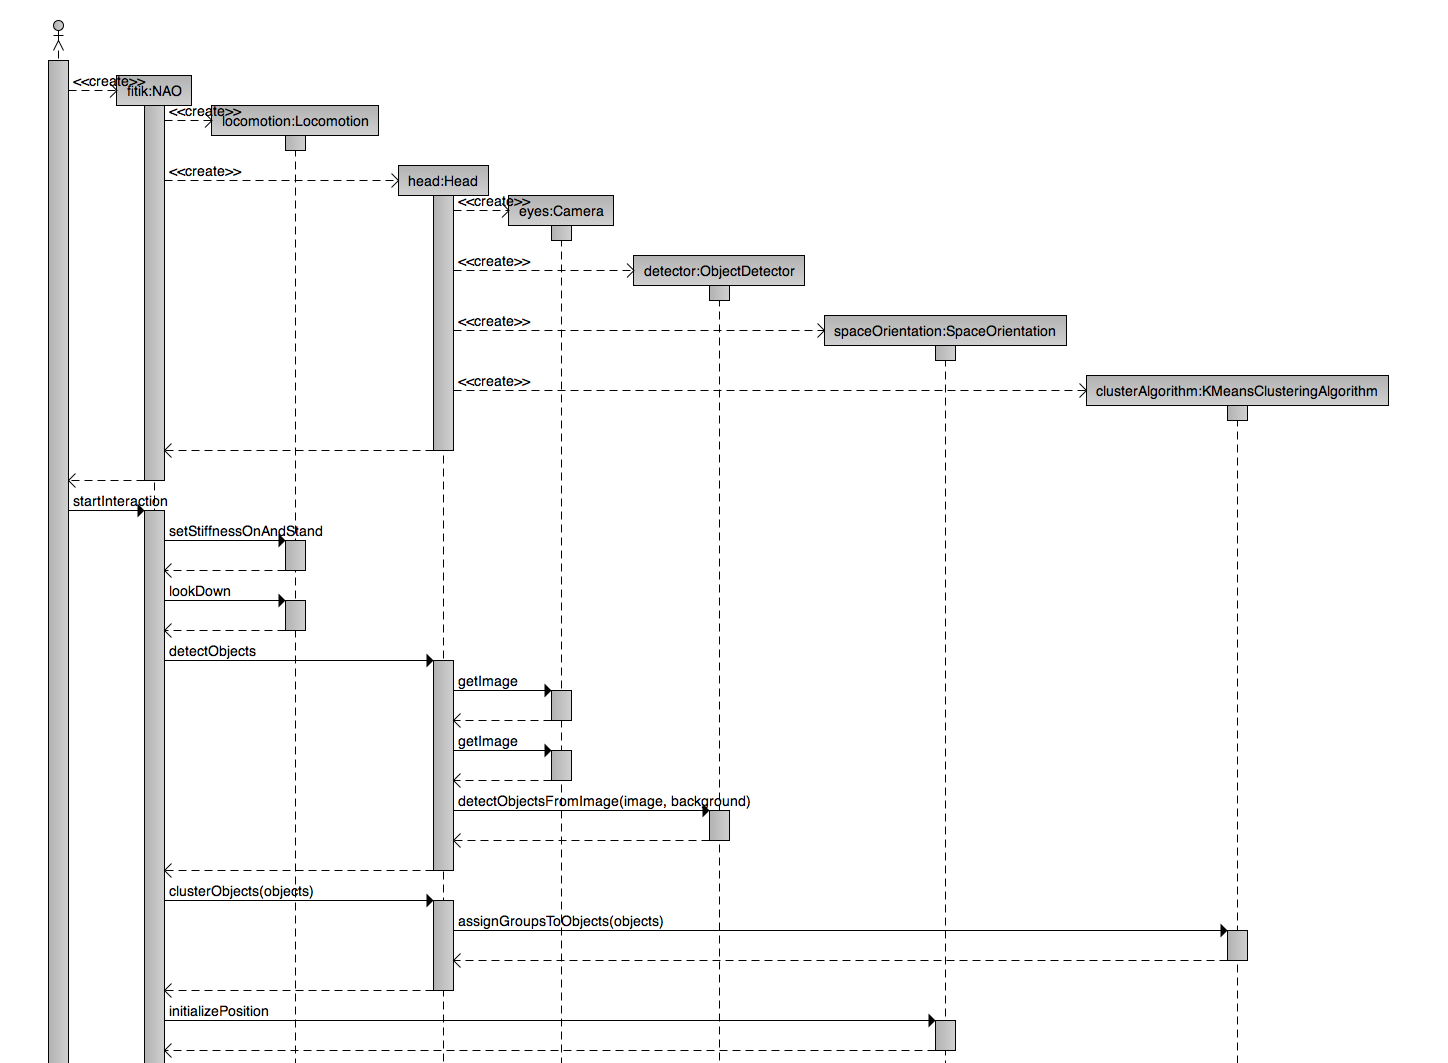 <<create>>
fitik:NAO
<<create>>
locomotion:Locomotion
<<create>>
head:Head
<<create>>
eyes:Camera
<<create>>
detector:ObjectDetector
<<create>>
spaceOrientation:SpaceOrientation
<<create>>
clusterAlgorithm:KMeansClusteringAlgorithm
startInteraction
setStiffnessOnAndStand
lookDown
detectObjects
getImage
getImage
detectObjectsFromImage(image, background)
clusterObjects(objects)
assignGroupsToObjects(objects)
initializePosition